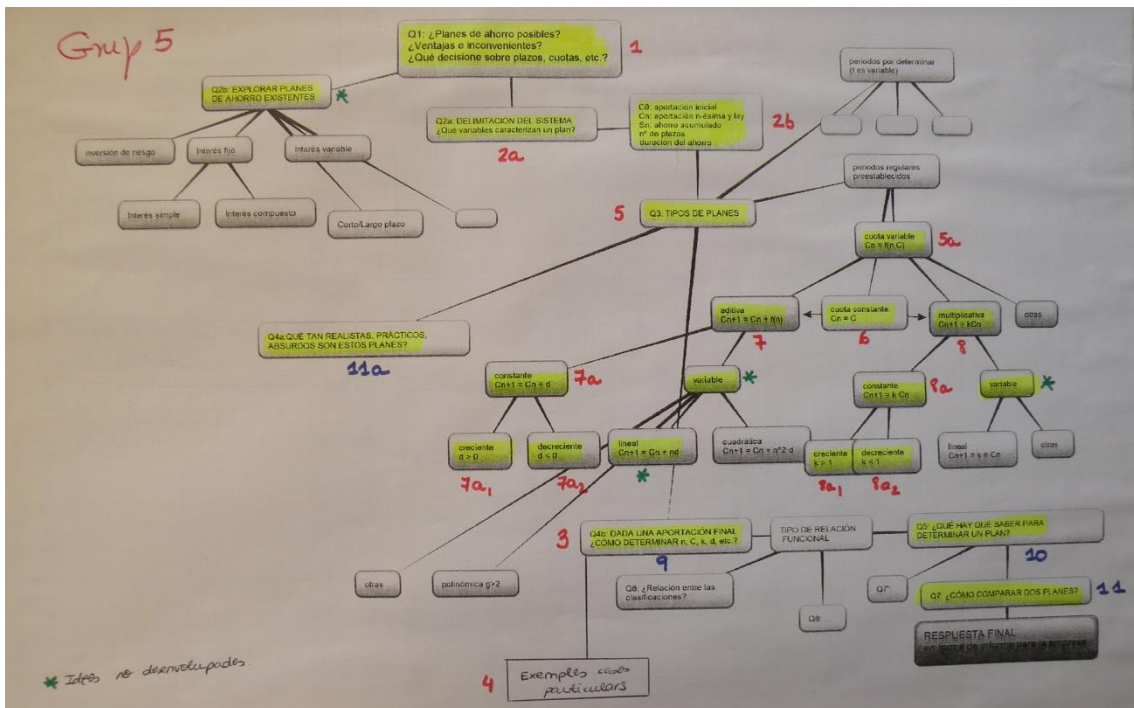 Grup 5
Q1: ¿Planes de ahorro posibles?
¿Ventajas e inconvenientes?
¿Qué decisione sobre plazos, cuotas, etc.?
1
periodos por determinar
(t es variable)
Q2b: EXPLORAR PLANES
DE AHORRO EXISTENTES
*
Q2a: DELIMITACIÓN DEL SISTEMA
¿Qué variables caracterizan un plan?
2a
C0: aportación inicial
Cn: aportación n-ésima y ley
Sn: ahorro acumulado
nº de plazos
duración del ahorro
2b
inversión de riesgo
Interés fijo
Interés variable
periodos regulares
preestablecidos
Interés simple
Interés compuesto
Corto/Largo plazo
5
Q3: TIPOS DE PLANES
cuota variable
Cn = f(n,C)
5a
aditiva
Cn+1 = Cn + f(n)
7
cuota constante
Cn = C
6
multiplicativa
Cn+1 = kCn
8
otras
Q4a: QUÉ TAN REALISTAS, PRÁCTICOS,
ABSURDOS SON ESTOS PLANES?
11a
constante
Cn+1 = Cn + d
7a
variable
*
constante
Cn+1 = k Cn
8a
variable
*
creciente
d > 0
7a1
decreciente
d < 0
7a2
lineal
Cn+1 = Cn + nd
*
cuadrática
Cn+1 = Cn + n^2·d
creciente
k > 1
8a1
decreciente
k < 1
8a2
lineal
Cn+1 = k n Cn
otras
3
Q4b: DADA UNA APORTACIÓN FINAL
¿CÓMO DETERMINAR n, C, k, d, etc.?
9
TIPO DE RELACIÓN
FUNCIONAL
Q5: ¿QUÉ HAY QUE SABER PARA
DETERMINAR UN PLAN?
10
otras
polinómica g>2
Q6: ¿Relación entre las
clasificaciones?
Q7:
Q7: ¿CÓMO COMPARAR DOS PLANES?
11
Q8:
RESPUESTA FINAL
en forma de informe para la empresa
* Idees no desenvolupades.
4
Exemples casos
particulars